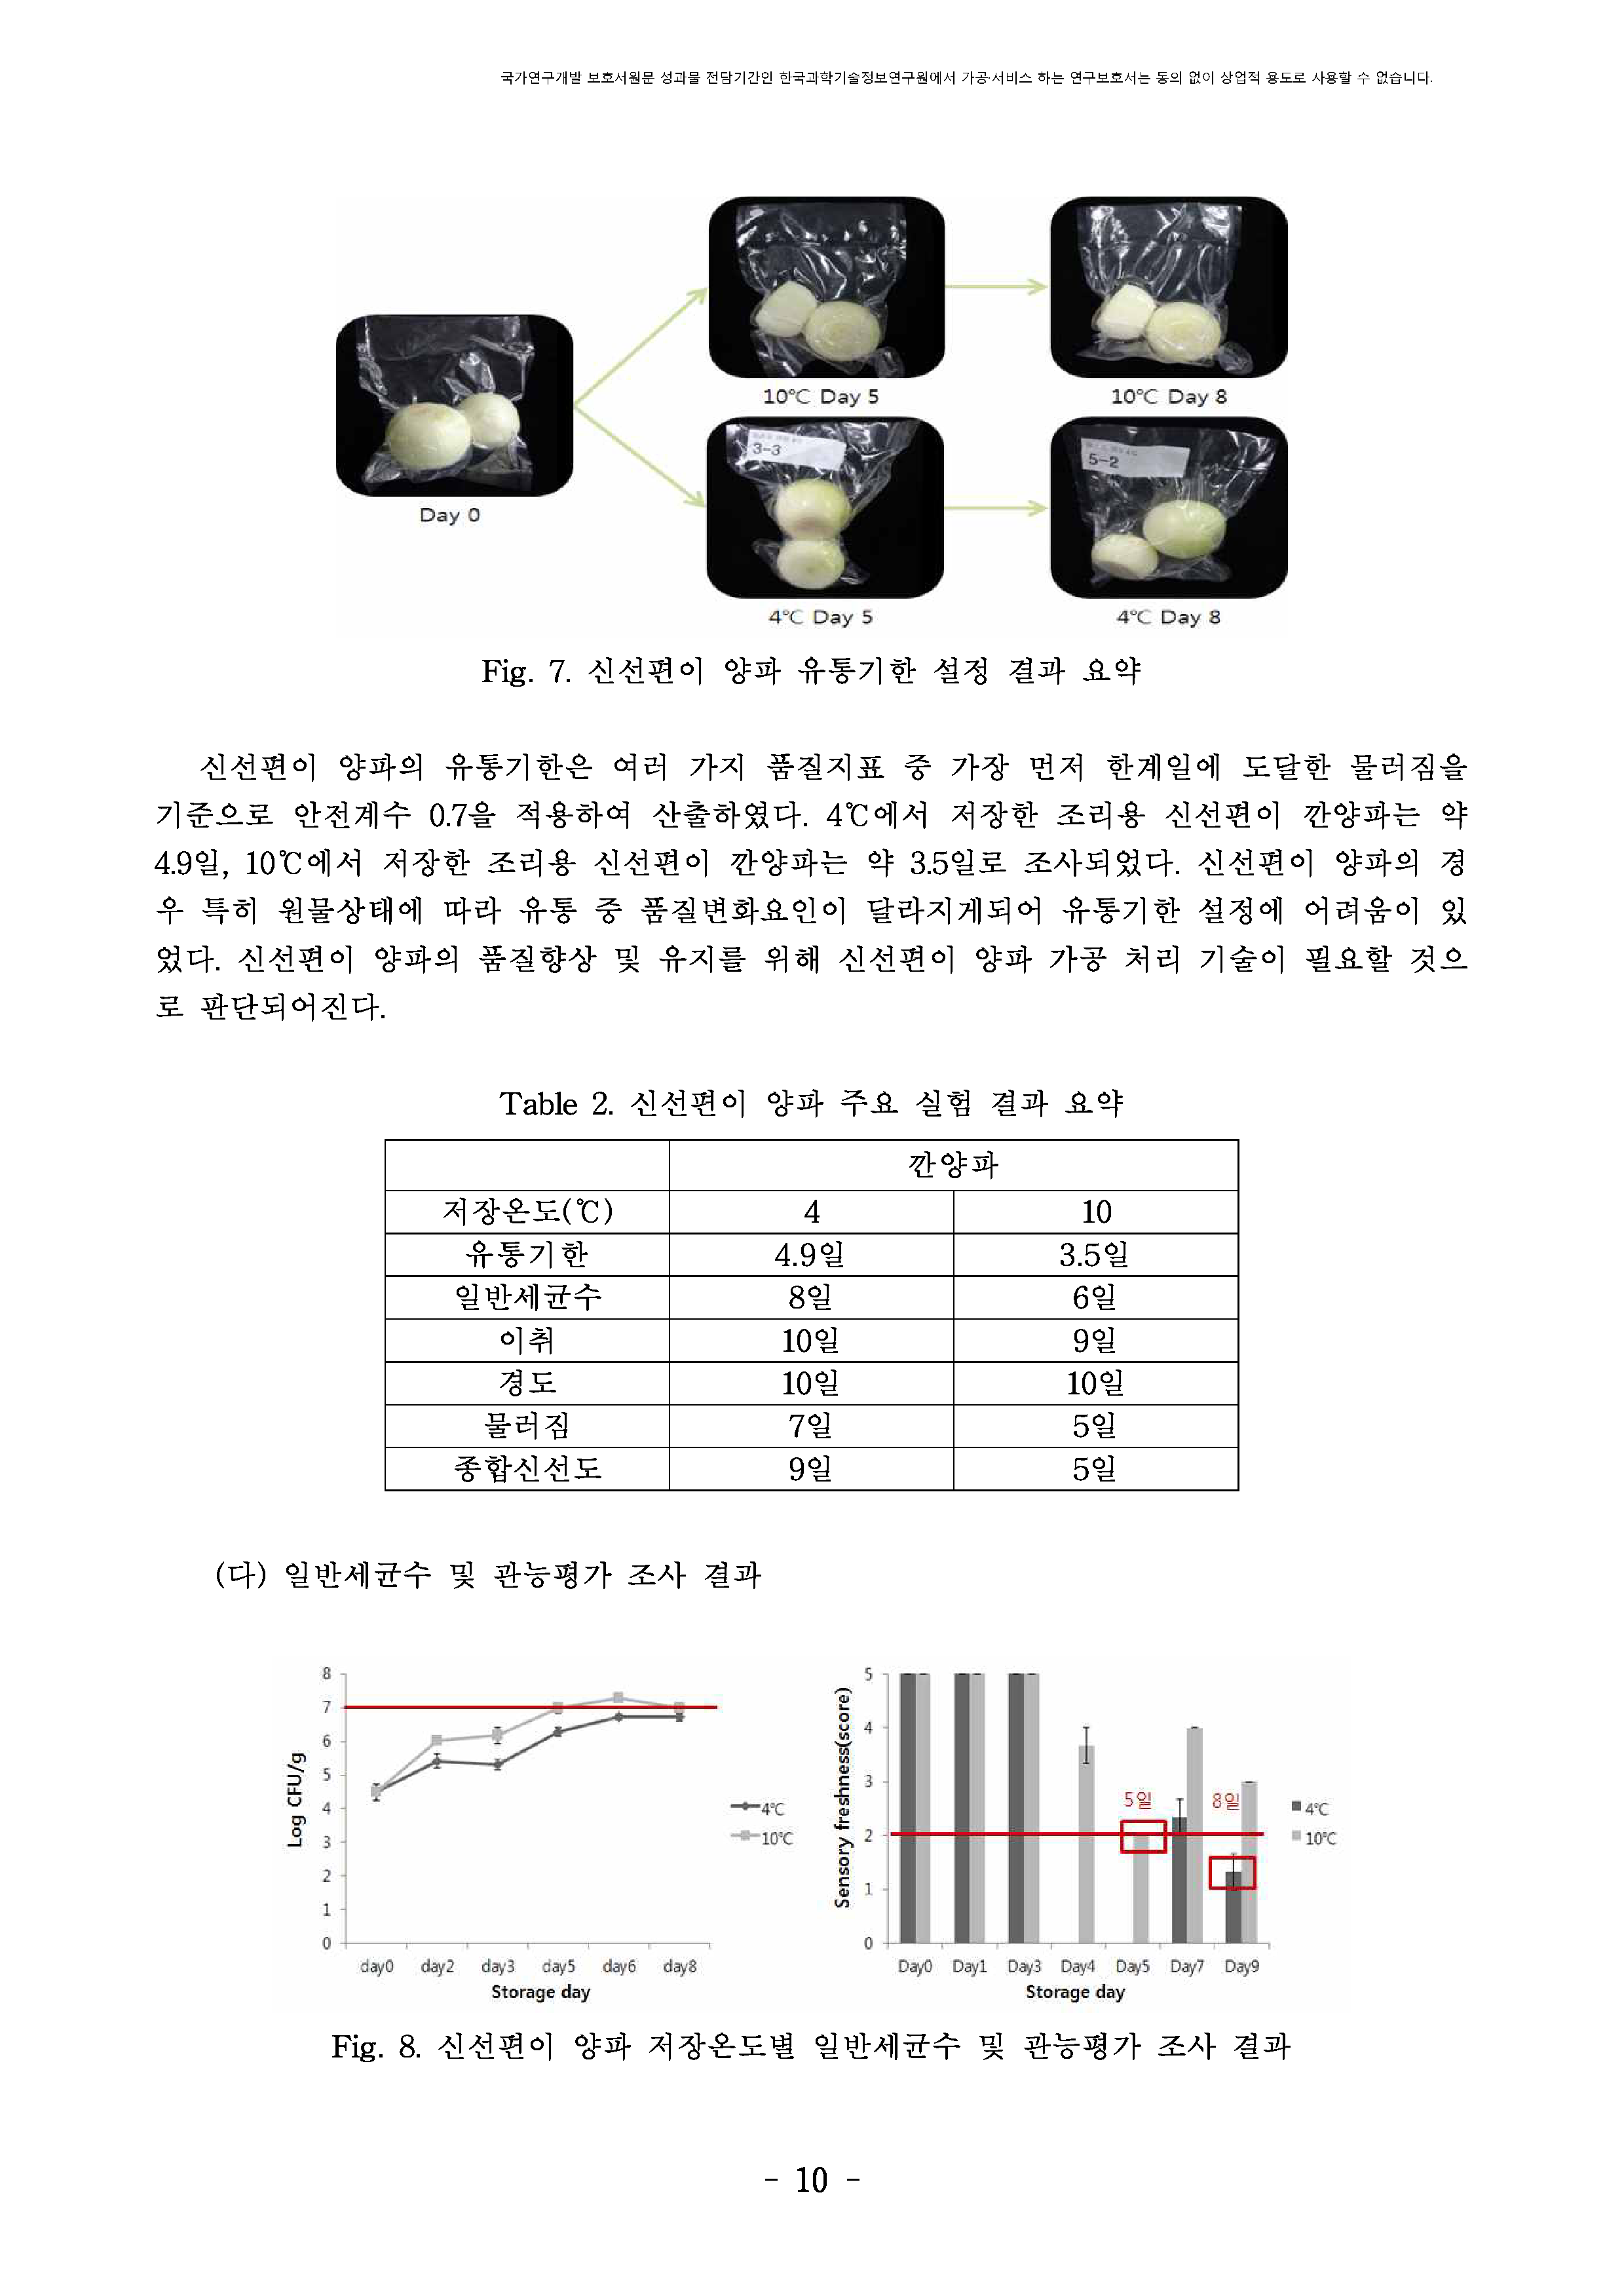 국가연구개발 보호서원문 성과물 전담기간인 한국과학기술정보연구원에서 가공·서비스 하는 연구보호서는 동의 없이 상업적 용도로 사용할 수 없습니다.
10℃ Day 5
10℃ Day 8
3-3
5-2
Day 0
4℃ Day 5
4℃ Day 8
Fig. 7. 신선편이 양파 유통기한 설정 결과 요약
신선편이 양파의 유통기한은 여러 가지 품질지표 중 가장 먼저 한계일에 도달한 물러짐을
기준으로 안전계수 0.7을 적용하여 산출하였다. 4℃에서 저장한 조리용 신선편이 깐양파는 약
4.9일, 10℃에서 저장한 조리용 신선편이 깐양파는 약 3.5일로 조사되었다. 신선편이 양파의 경
우 특히 원물상태에 따라 유통 중 품질변화요인이 달라지게되어 유통기한 설정에 어려움이 있
었다. 신선편이 양파의 품질향상 및 유지를 위해 신선편이 양파 가공 처리 기술이 필요할 것으
로 판단되어진다.
Table 2. 신선편이 양파 주요 실험 결과 요약
깐양파
저장온도(℃) 4 10
유통기한 4.9일 3.5일
일반세균수 8일 6일
이취 10일 9일
경도 10일 10일
물러짐 7일 5일
종합신선도 9일 5일
(다) 일반세균수 및 관능평가 조사 결과
Log CFU/g
8
7
6
5
4
3
2
1
0
day0 day2 day3 day5 day6 day8
Storage day
4℃
10℃
Sensory freshness(score)
5
4
3
2
1
0
5일
8일
Day0 Day1 Day3 Day4 Day5 Day7 Day9
Storage day
4℃
10℃
Fig. 8. 신선편이 양파 저장온도별 일반세균수 및 관능평가 조사 결과
- 10 -